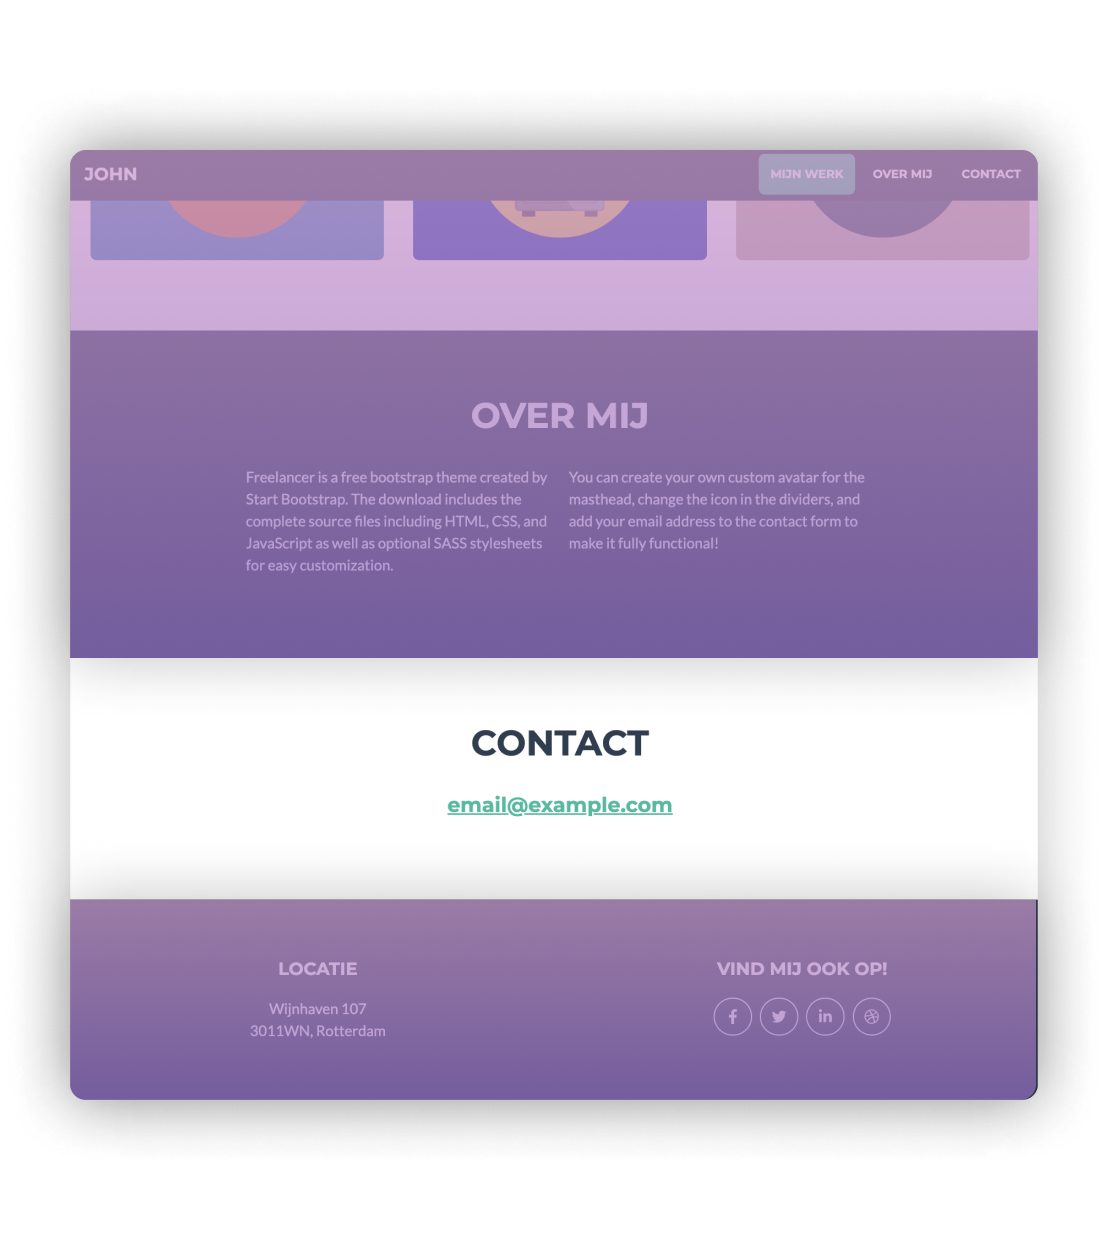 JOHN
MIJN WERK
OVER MIJ
CONTACT
OVER MIJ
Freelancer is a free bootstrap theme created by
Start Bootstrap. The download includes the
complete source files including HTML, CSS, and
JavaScript as well as optional SASS stylesheets
for easy customization.
You can create your own custom avatar for the
masthead, change the icon in the dividers, and
add your email address to the contact form to
make it fully functional!
CONTACT
email@example.com
LOCATIE
Wijnhaven 107
3011WN, Rotterdam
VIND MIJ OOK OP!